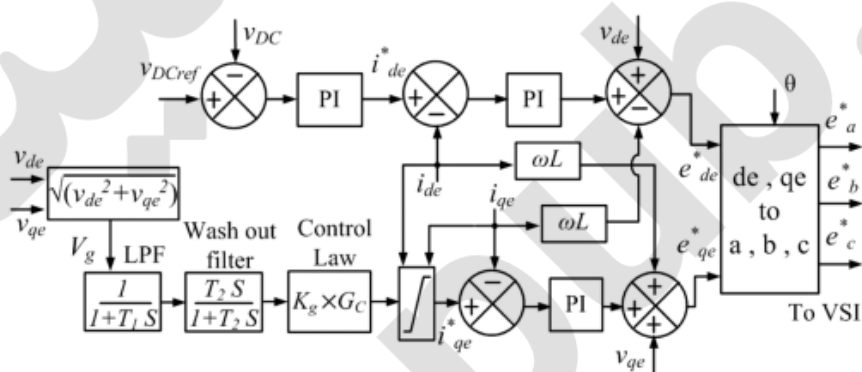 v_DC
v_DCref
− +
PI
i*_de
+ −
PI
v_de
+ + −
θ
e*_a
e*_b
e*_c
de , qe
to
a , b , c
To VSI
e*_de
e*_qe
ωL
ωL
i_de
i_qe
v_de
v_qe
√(v_de²+v_qe²)
V_g
LPF
Wash out
filter
Control
Law
1
1+T_1 S
T_2 S
1+T_2 S
K_g ×G_C
i*_qe
− +
PI
+ + +
v_qe